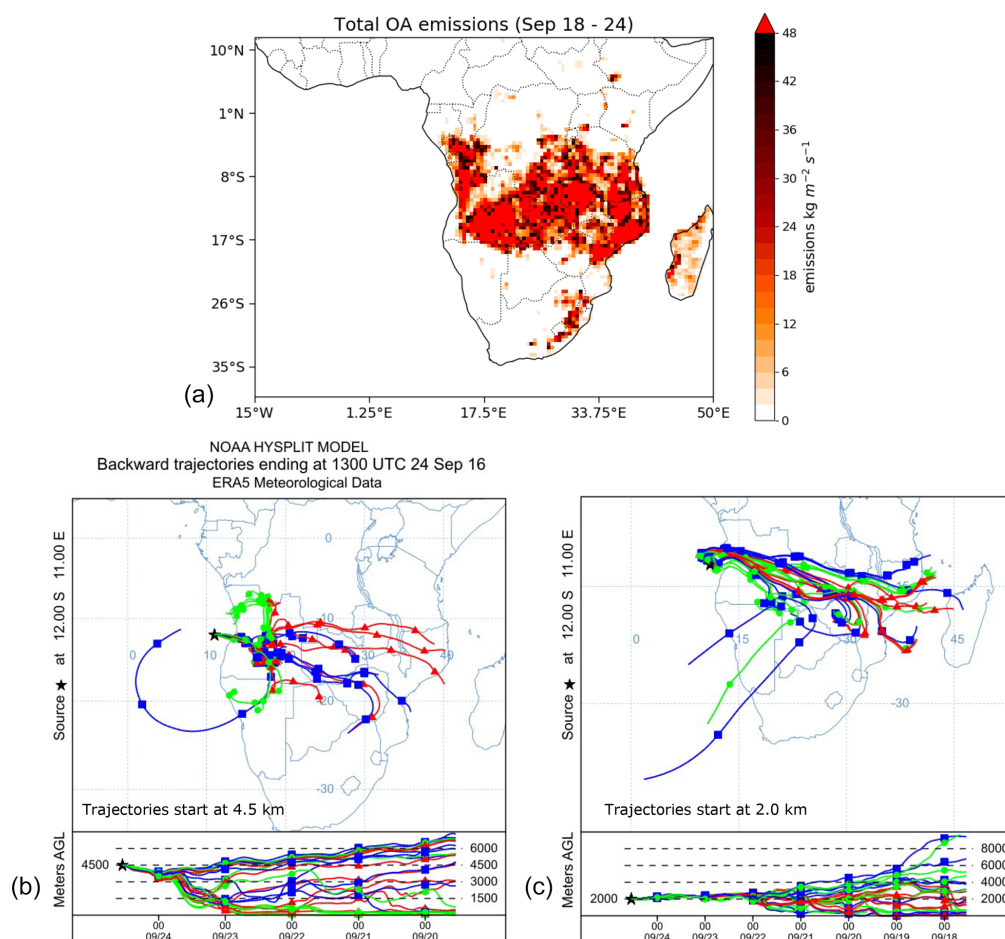 Total OA emissions (Sep 18 - 24)
10°N
1°N
8°S
17°S
26°S
35°S
15°W 1.25°E 17.5°E 33.75°E 50°E
48
42
36
30
24
18
12
6
0
emissions kg m⁻² s⁻¹
(a)
NOAA HYSPLIT MODEL
Backward trajectories ending at 1300 UTC 24 Sep 16
ERA5 Meteorological Data
Source ★ at 12.00 S 11.00 E
0
0 10 20 30 40
-20
-30
Trajectories start at 4.5 km
Meters AGL
4500
6000
4500
3000
1500
00 00 00 00 00
09/24 09/23 09/22 09/21 09/20
(b)
Source ★ at 12.00 S 11.00 E
15
-15
0 15 30 45
-30
Trajectories start at 2.0 km
Meters AGL
2000
8000
6000
4000
2000
00 00 00 00 00 00 00
09/24 09/23 09/22 09/21 09/20 09/19 09/18
(c)